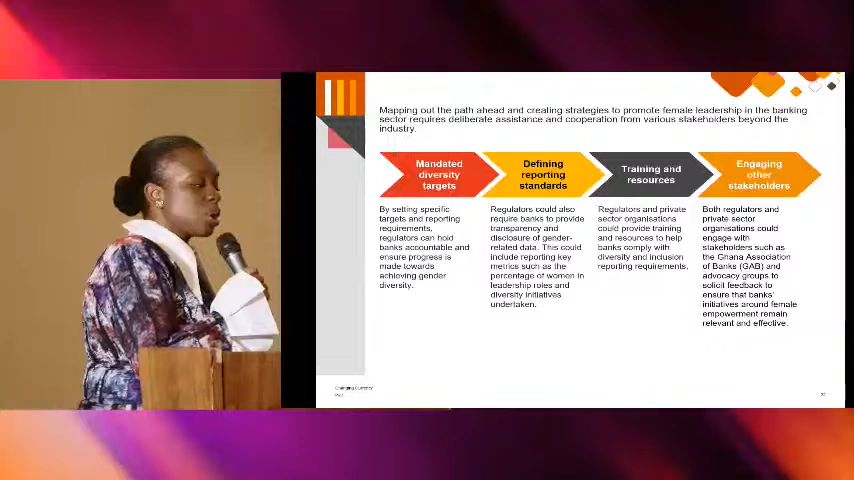 Mapping out the path ahead and creating strategies to promote female leadership in the banking
sector requires deliberate assistance and cooperation from various stakeholders beyond the
industry.
Mandated
diversity
targets
Defining
reporting
standards
Training and
resources
Engaging
other
stakeholders
By setting specific
targets and reporting
requirements,
regulators can hold
banks accountable and
ensure progress is
made towards
achieving gender
diversity.
Regulators could also
require banks to provide
transparency and
disclosure of gender-
related data. This could
include reporting key
metrics such as the
percentage of women in
leadership roles and
diversity initiatives
undertaken.
Regulators and private
sector organisations
could provide training
and resources to help
banks comply with
diversity and inclusion
reporting requirements.
Both regulators and
private sector
organisations could
engage with
stakeholders such as
the Ghana Association
of Banks (GAB) and
advocacy groups to
solicit feedback to
ensure that banks'
initiatives around female
empowerment remain
relevant and effective.
Changing Currency
PwC